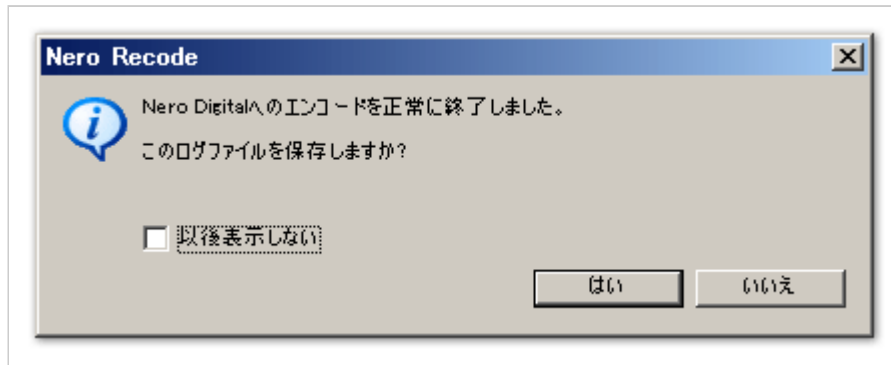 Nero Recode
Nero Digitalへのエンコードを正常に終了しました。
このログファイルを保存しますか?
以後表示しない
はい
いいえ